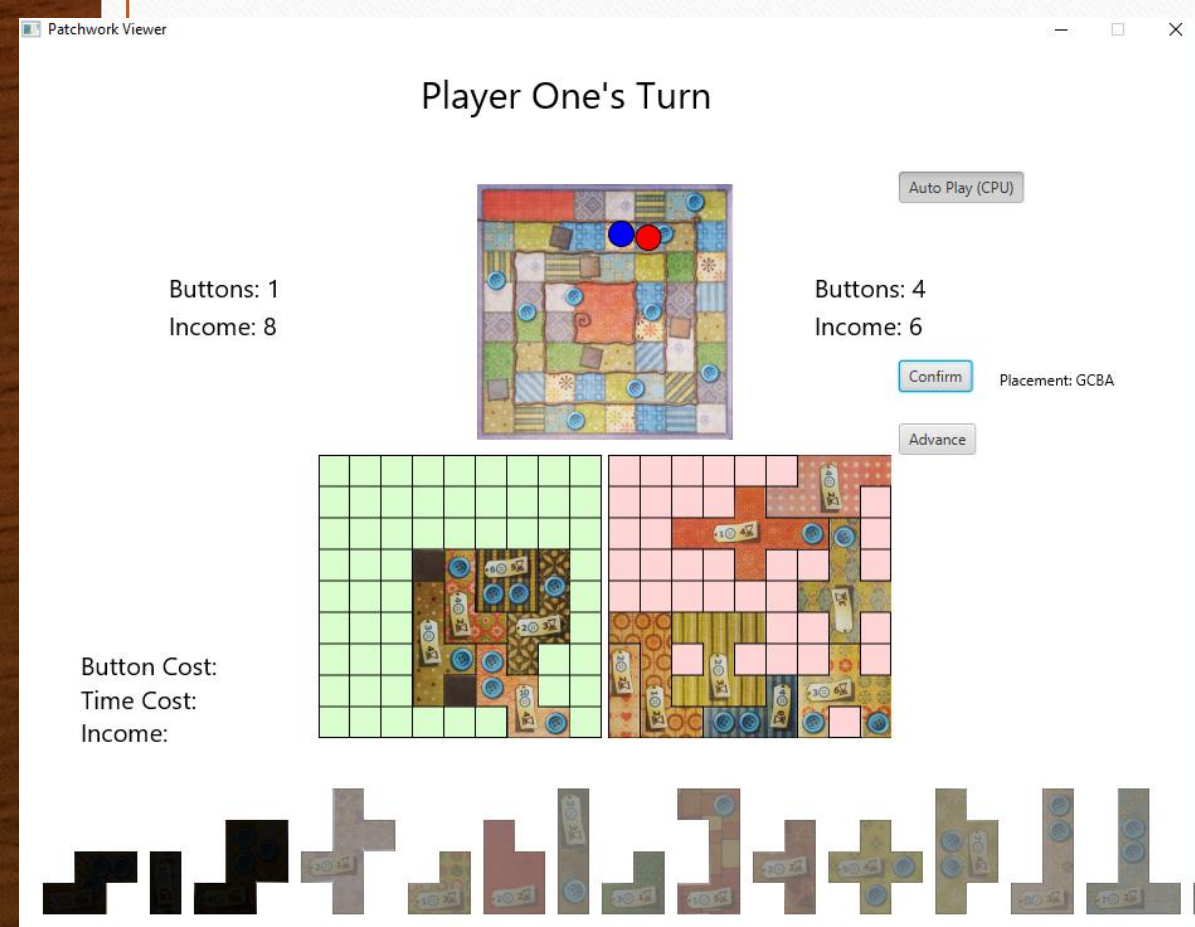 Patchwork Viewer
Player One's Turn
Auto Play (CPU)
Buttons: 1
Income: 8
Buttons: 4
Income: 6
Confirm
Placement: GCBA
Advance
Button Cost:
Time Cost:
Income: